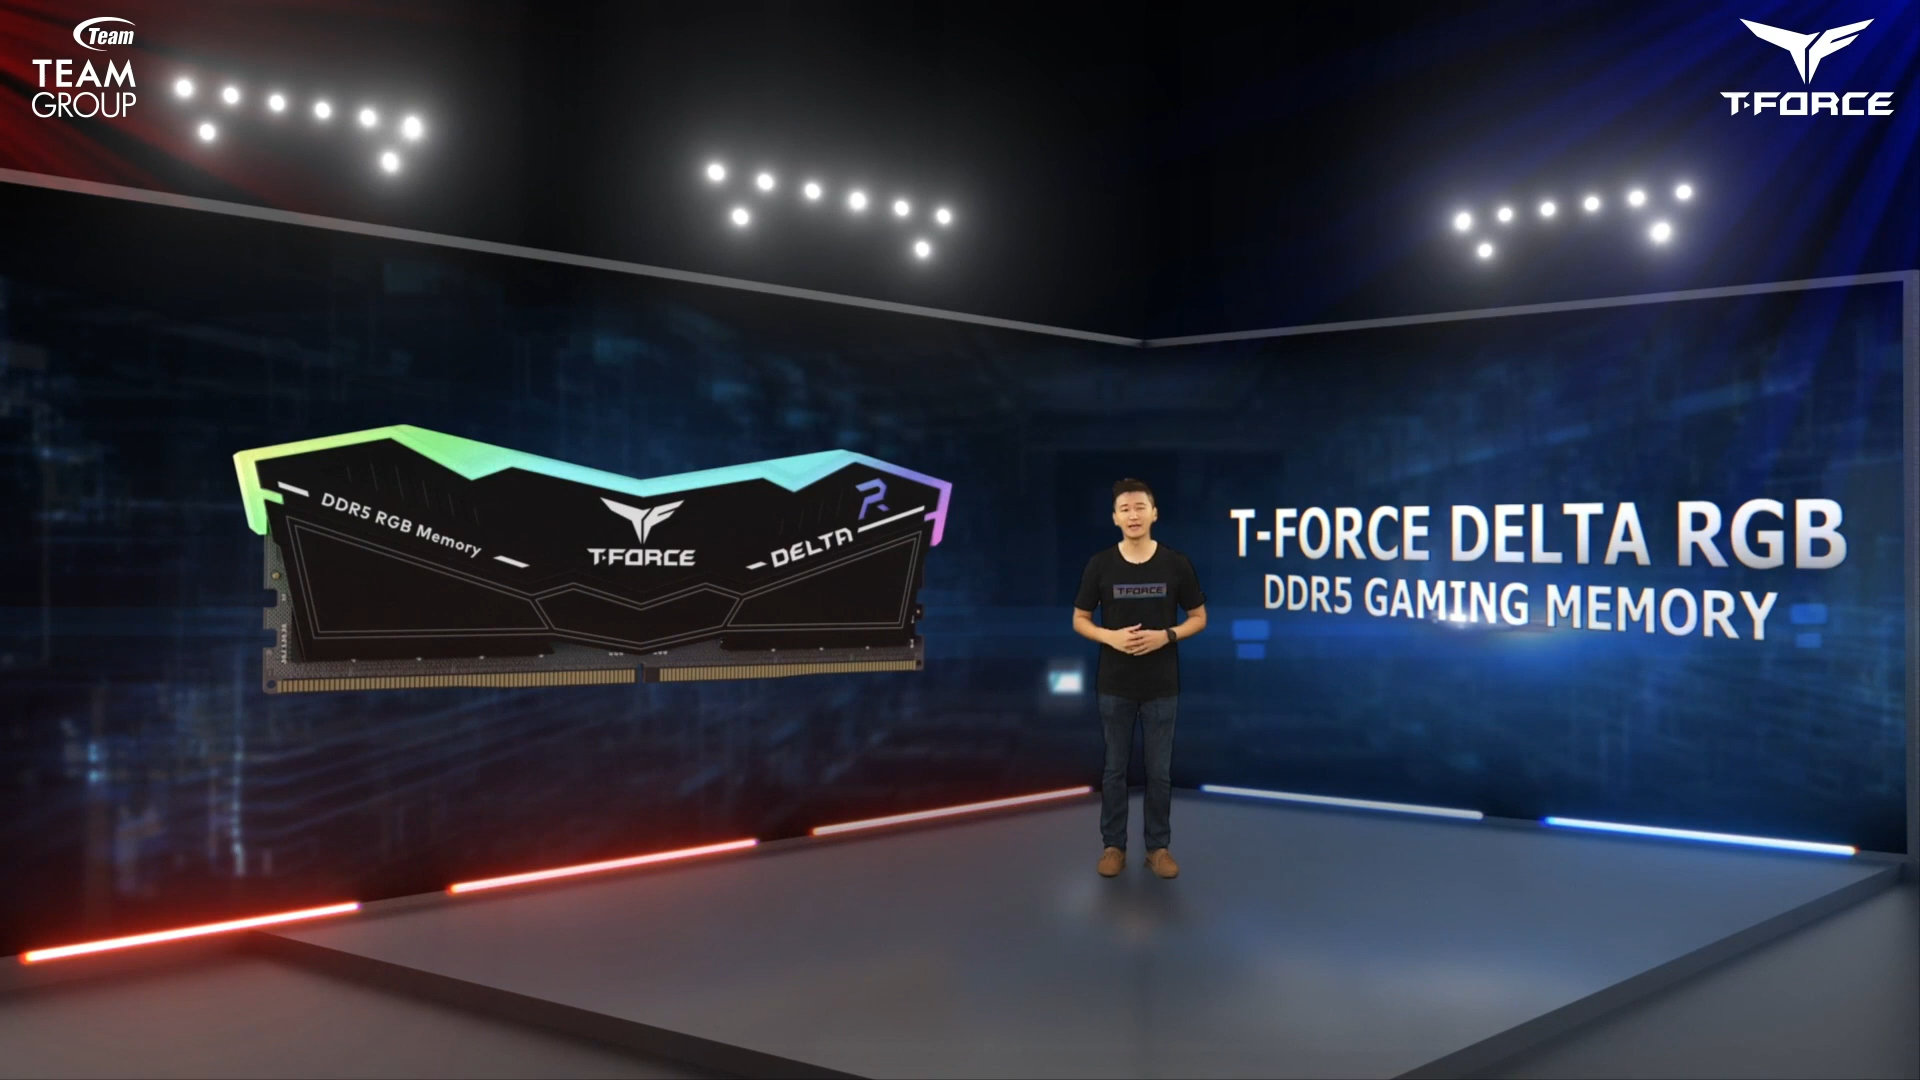 Team
TEAM
GROUP
T-FORCE
DDR5 RGB Memory
T-FORCE
DELTA
T-FORCE
T-FORCE DELTA RGB
DDR5 GAMING MEMORY